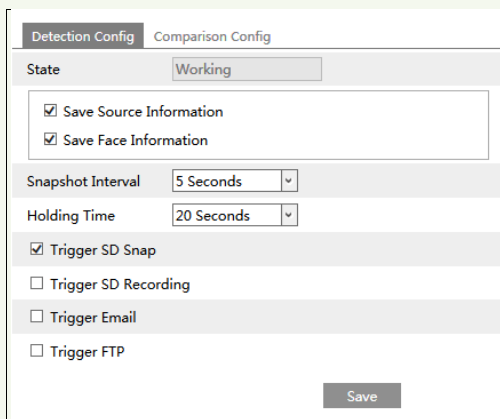 Detection Config Comparison Config
State Working
Save Source Information
Save Face Information
Snapshot Interval 5 Seconds
Holding Time 20 Seconds
Trigger SD Snap
Trigger SD Recording
Trigger Email
Trigger FTP
Save